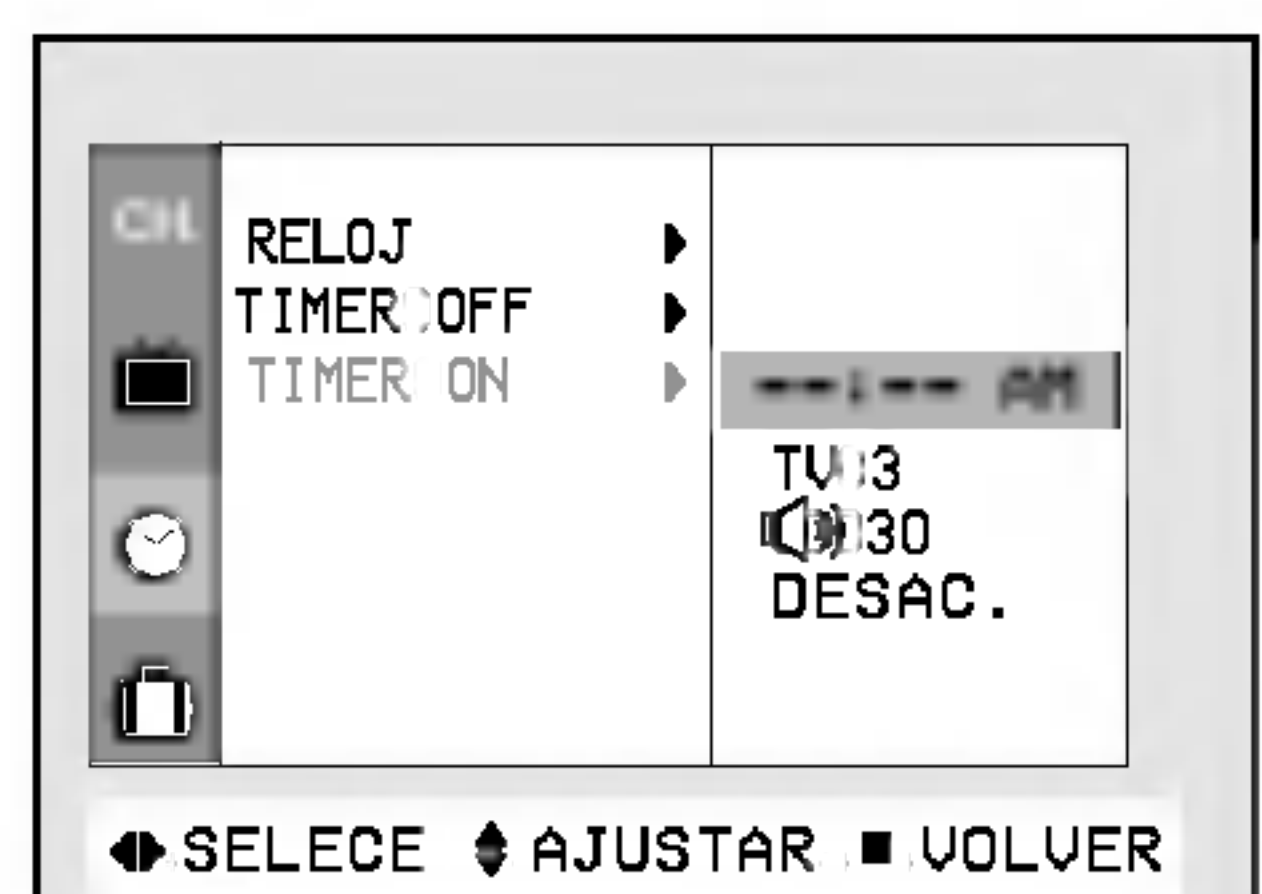 CH.
RELOJ
TIMER OFF
TIMER ON
--:-- AM
TV 3
30
DESAC.
SELECE AJUSTAR VOLVER